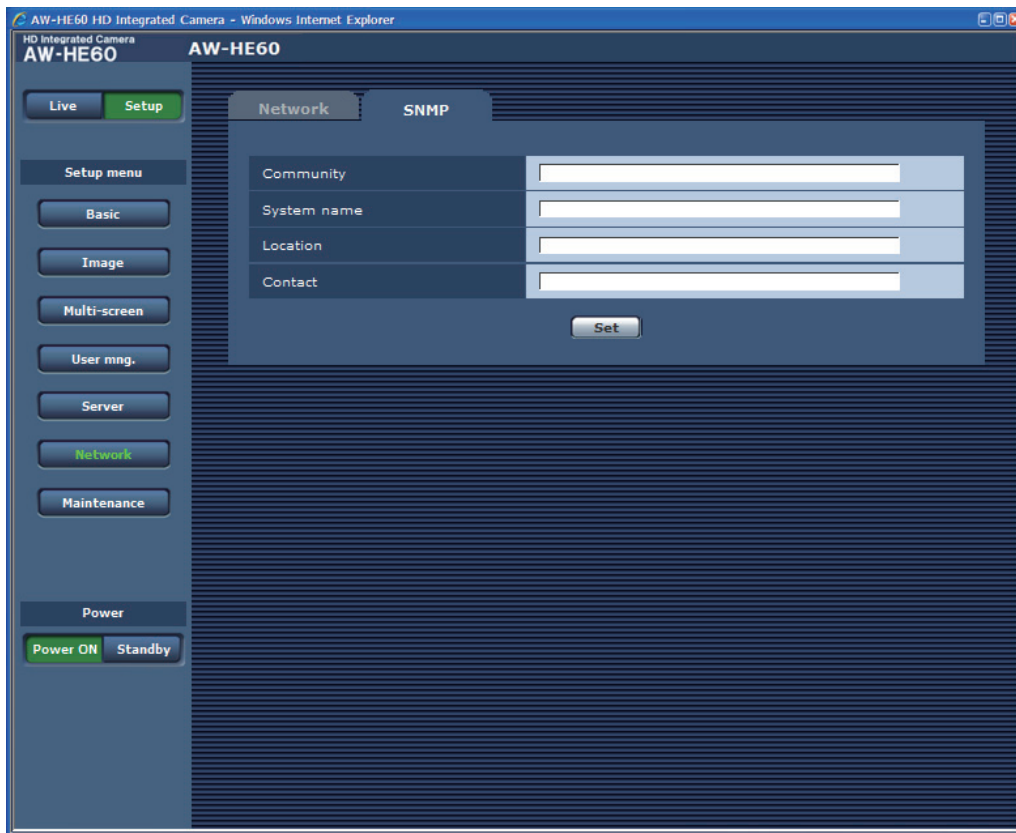 AW-HE60 HD Integrated Camera - Windows Internet Explorer
HD Integrated Camera
AW-HE60
AW-HE60
Live
Setup
Setup menu
Basic
Image
Multi-screen
User mng.
Server
Network
Maintenance
Power
Power ON
Standby
Network
SNMP
Community
System name
Location
Contact
Set